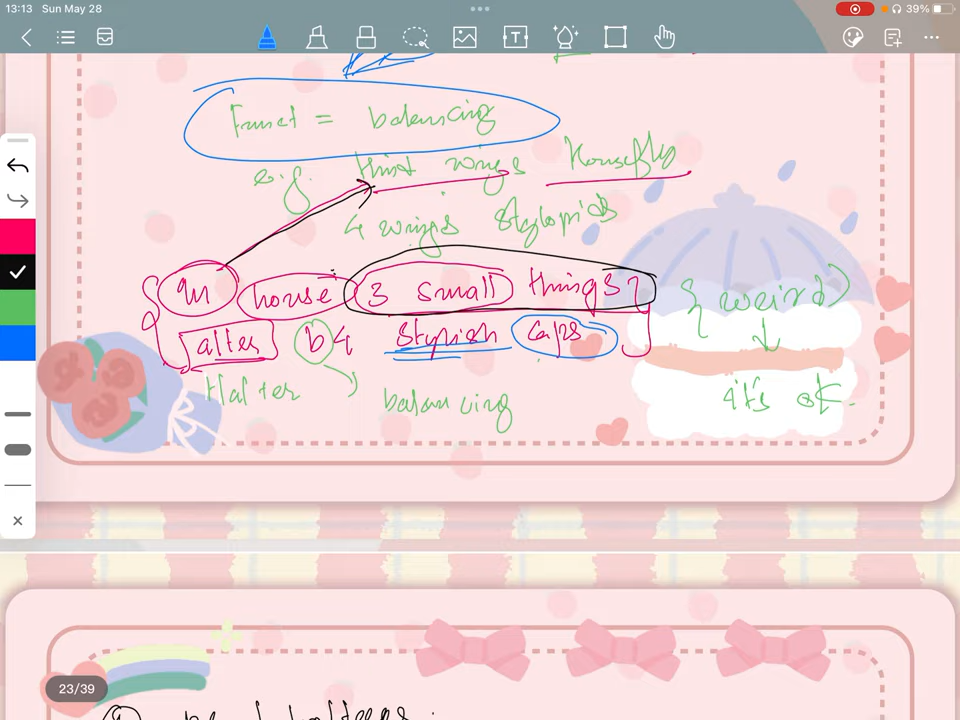 13:13 Sun May 28
39%
Funct = balancing
e.g. hind wings housefly
4 wings stylopids
{ In house 3 small things }
{ weird )
[alter] b4 stylish caps
Halter balancing
it's ok.
23/39